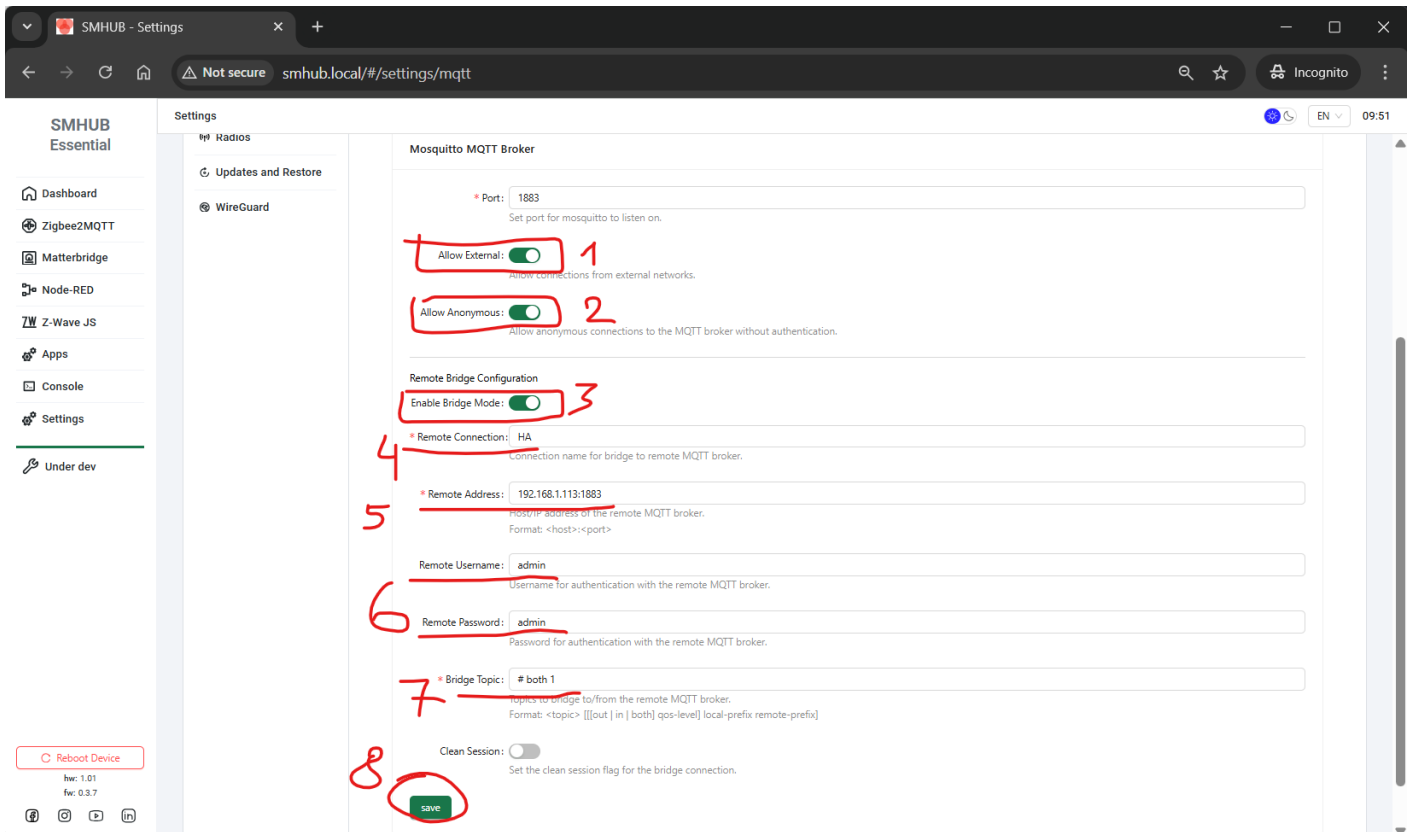 SMHUB - Settings
Not secure smhub.local/#/settings/mqtt Incognito
SMHUB
Essential
Settings EN 09:51
Dashboard
Zigbee2MQTT
Matterbridge
Node-RED
Z-Wave JS
Apps
Console
Settings
Under dev
Reboot Device
hw: 1.01
fw: 0.3.7
Radios
Updates and Restore
WireGuard
Mosquitto MQTT Broker
* Port: 1883
Set port for mosquitto to listen on.
Allow External: 1
Allow connections from external networks.
Allow Anonymous: 2
Allow anonymous connections to the MQTT broker without authentication.
Remote Bridge Configuration
Enable Bridge Mode: 3
4 * Remote Connection: HA
Connection name for bridge to remote MQTT broker.
5 * Remote Address: 192.168.1.113:1883
Host/IP address of the remote MQTT broker.
Format: <host>:<port>
Remote Username: admin
Username for authentication with the remote MQTT broker.
6 Remote Password: admin
Password for authentication with the remote MQTT broker.
7 * Bridge Topic: # both 1
Topics to bridge to/from the remote MQTT broker.
Format: <topic> [[[out | in | both] qos-level] local-prefix remote-prefix]
Clean Session:
Set the clean session flag for the bridge connection.
8 save